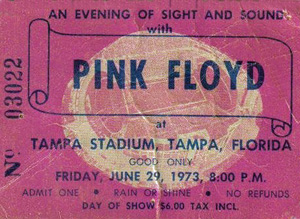 AN EVENING OF SIGHT AND SOUND
with
PINK FLOYD
at
TAMPA STADIUM, TAMPA, FLORIDA
GOOD ONLY
FRIDAY, JUNE 29, 1973, 8:00 P.M.
ADMIT ONE • RAIN OR SHINE • NO REFUNDS
DAY OF SHOW $6.00 TAX INCL.
Nº 03022